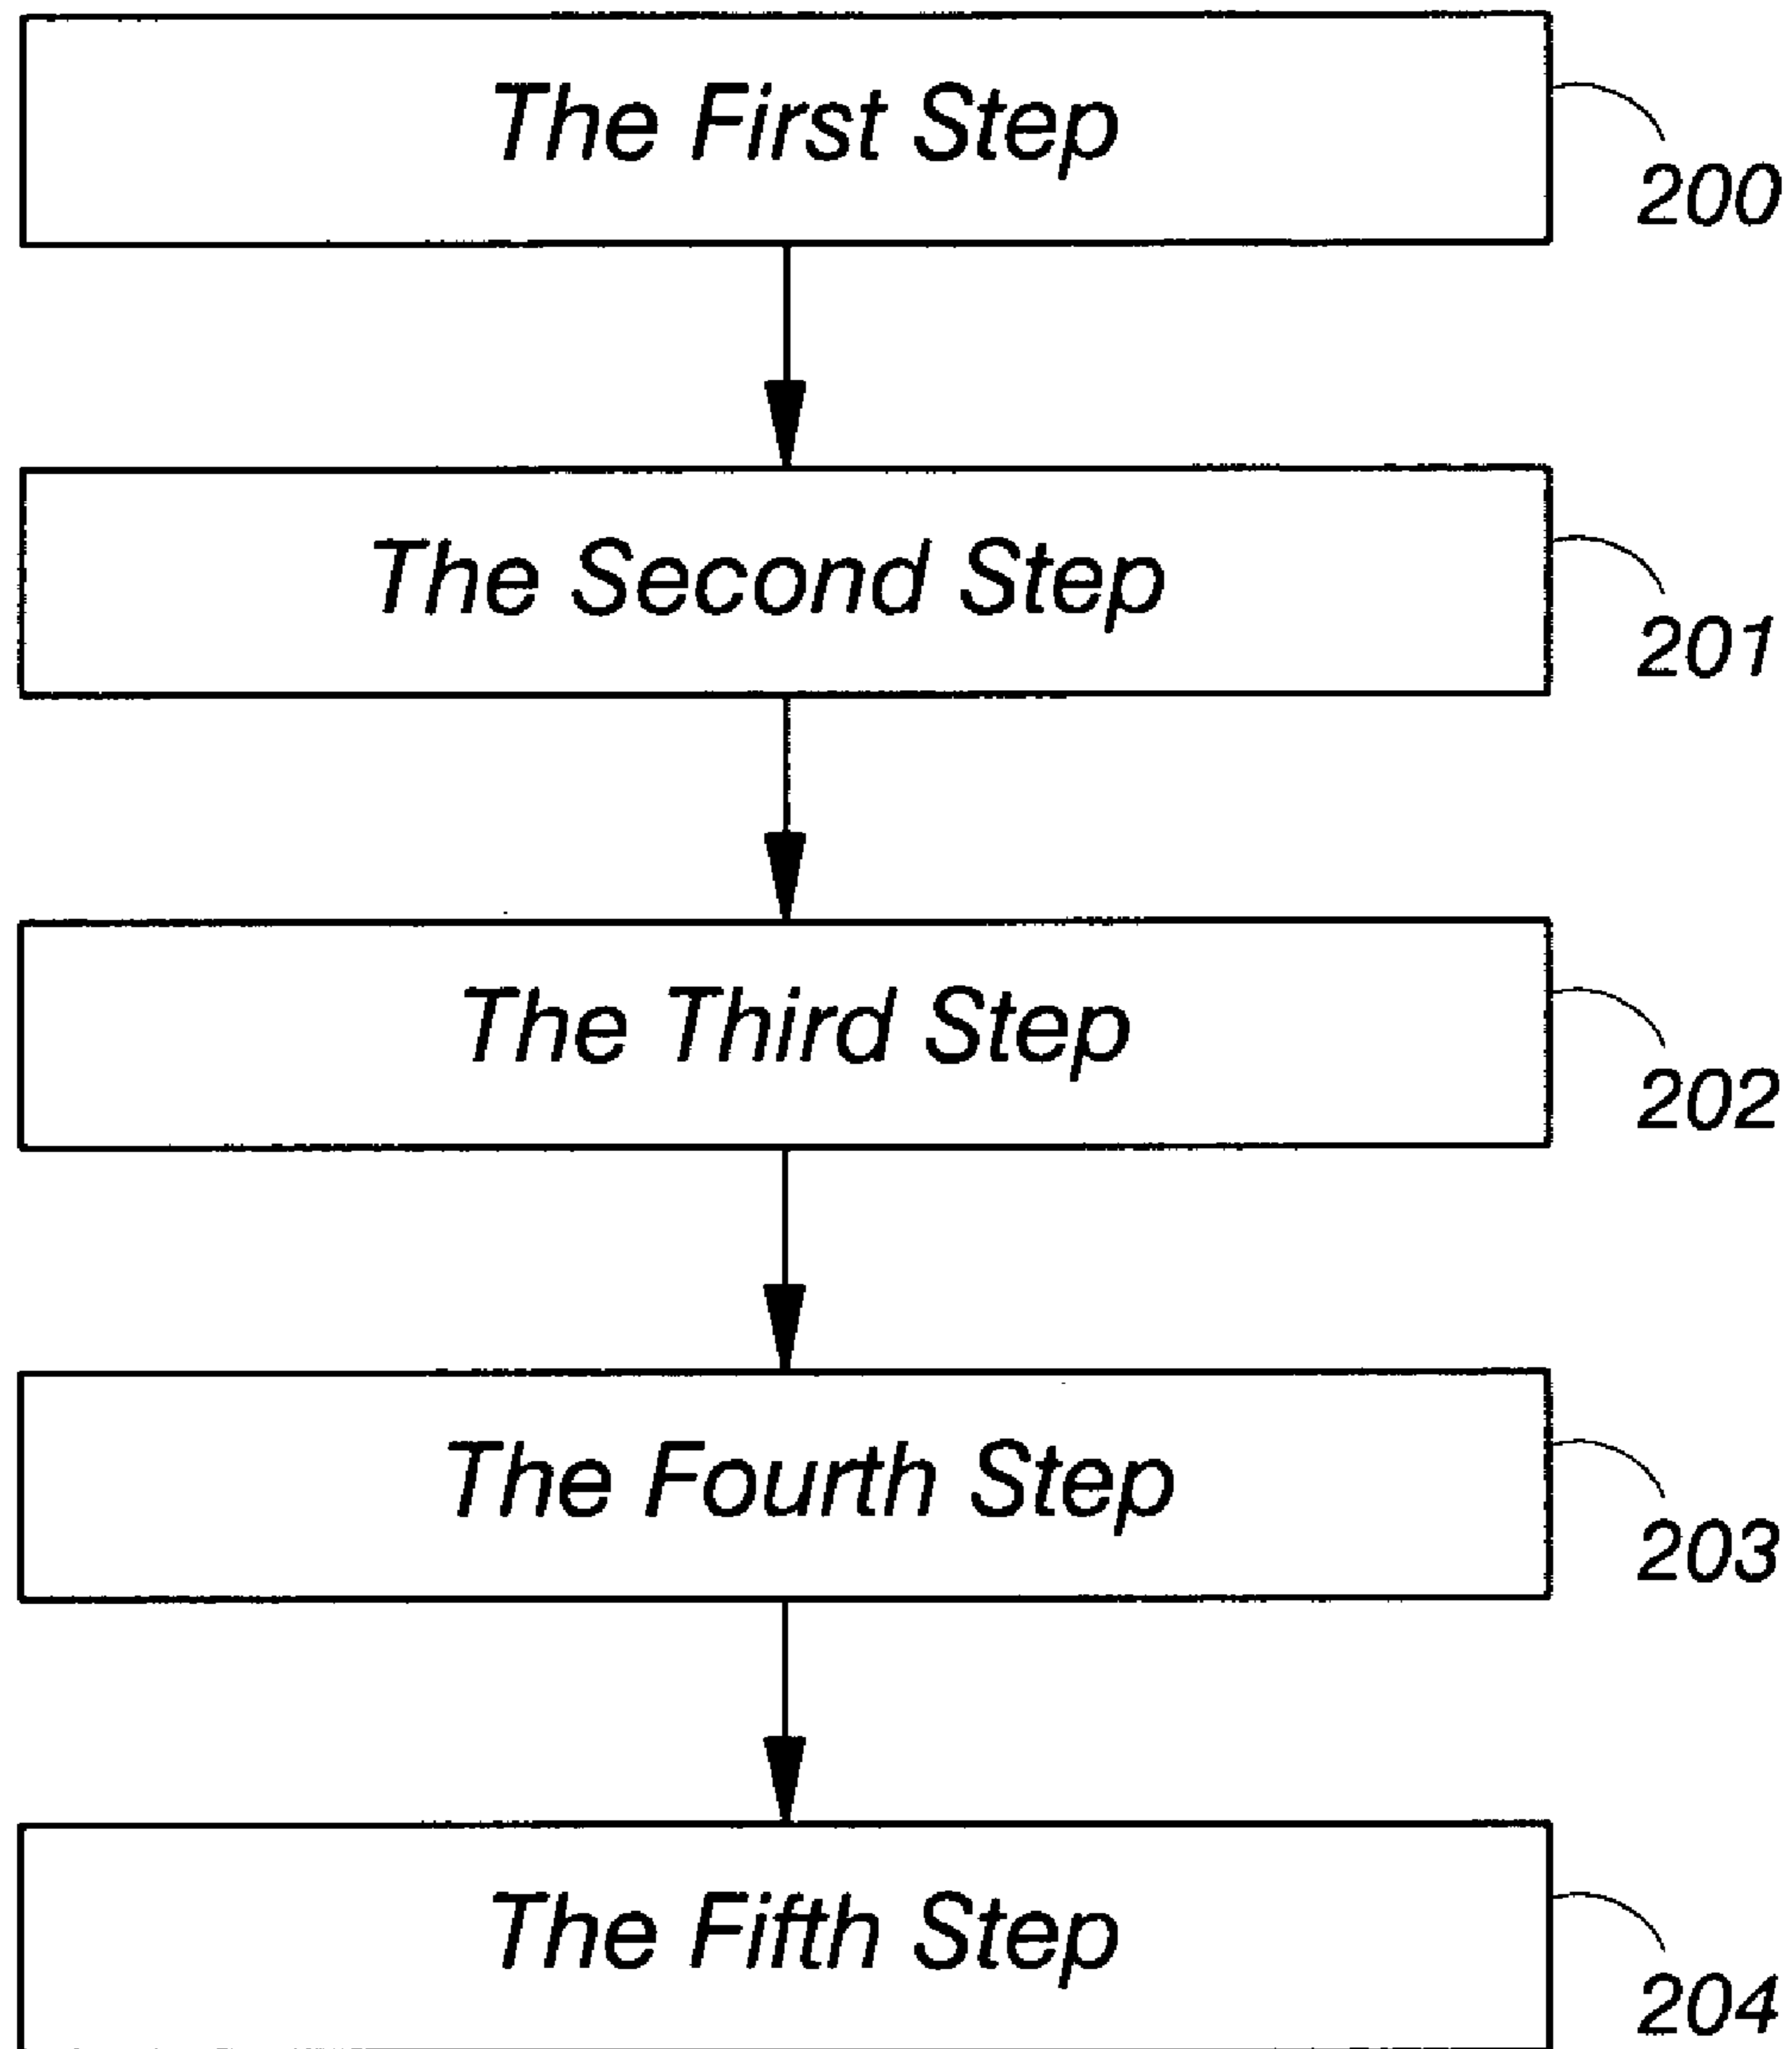 The First Step
200
The Second Step
201
The Third Step
202
The Fourth Step
203
The Fifth Step
204